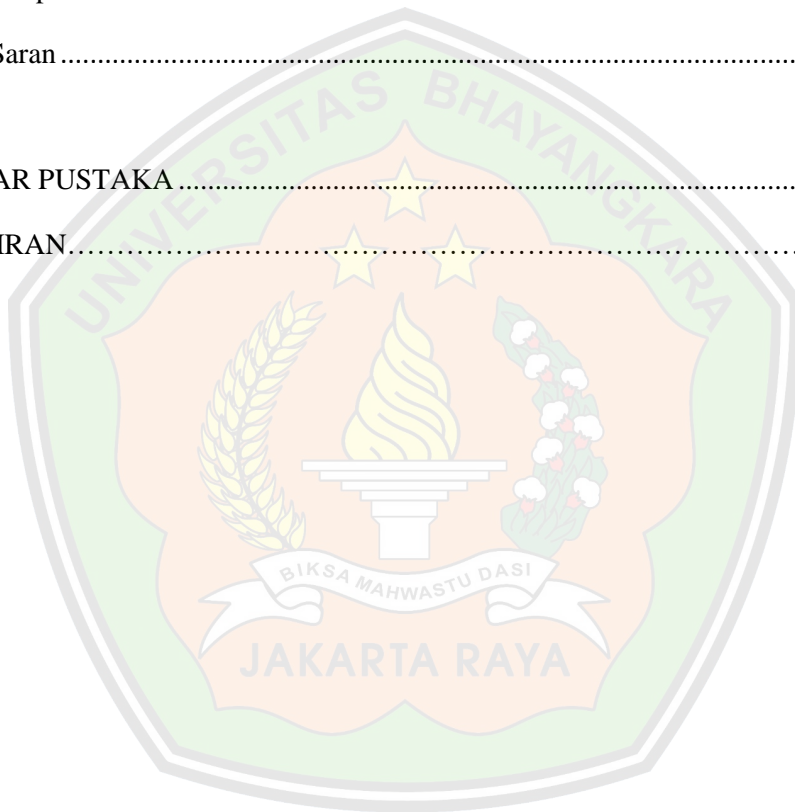 Saran ..........................................................................................................
AR PUSTAKA ...........................................................................................
IRAN…………………………………………………………………………………….
UNIVERSITAS BHAYANGKARA
BIKSA MAHWASTU DASI
JAKARTA RAYA